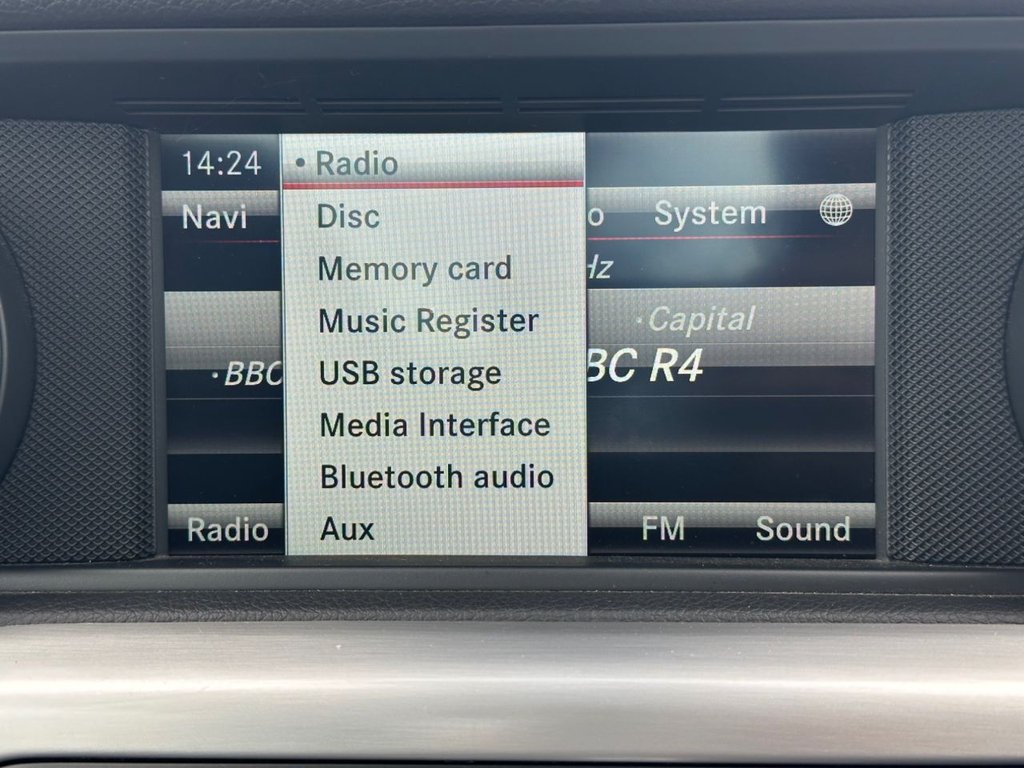 14:24
• Radio
Navi
Disc
System
Memory card
Hz
Music Register
· Capital
· BBC
USB storage
BC R4
Media Interface
Bluetooth audio
Radio
Aux
FM
Sound